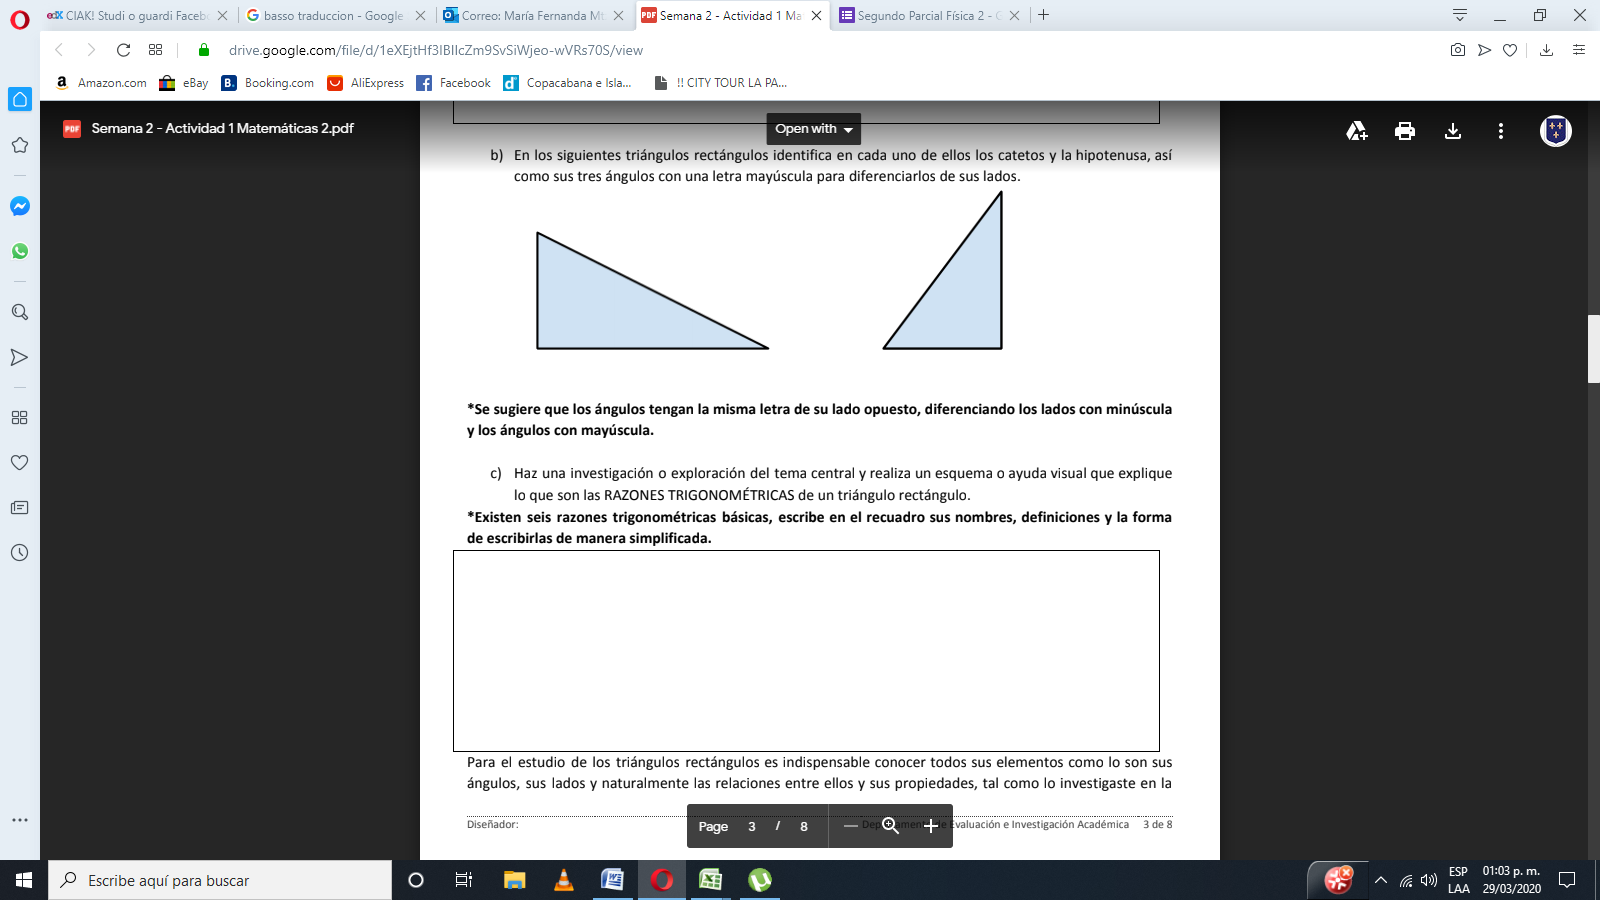 CIAK! Studi o guardi Facebo
basso traduccion - Google
Correo: María Fernanda Mt
Semana 2 - Actividad 1 Ma
Segundo Parcial Física 2 - G
drive.google.com/file/d/1eXEjtHf3lBIlcZm9SvSiWjeo-wVRs70S/view
Amazon.com
eBay
Booking.com
AliExpress
Facebook
Copacabana e Isla...
!! CITY TOUR LA PA...
PDF
Semana 2 - Actividad 1 Matemáticas 2.pdf
Open with
b) En los siguientes triángulos rectángulos identifica en cada uno de ellos los catetos y la hipotenusa, así
como sus tres ángulos con una letra mayúscula para diferenciarlos de sus lados.
*Se sugiere que los ángulos tengan la misma letra de su lado opuesto, diferenciando los lados con minúscula
y los ángulos con mayúscula.
c) Haz una investigación o exploración del tema central y realiza un esquema o ayuda visual que explique
lo que son las RAZONES TRIGONOMÉTRICAS de un triángulo rectángulo.
*Existen seis razones trigonométricas básicas, escribe en el recuadro sus nombres, definiciones y la forma
de escribirlas de manera simplificada.
Para el estudio de los triángulos rectángulos es indispensable conocer todos sus elementos como lo son sus
ángulos, sus lados y naturalmente las relaciones entre ellos y sus propiedades, tal como lo investigaste en la
Diseñador:
Departamento de Evaluación e Investigación Académica 3 de 8
Page 3 / 8
Escribe aquí para buscar
ESP
LAA
01:03 p. m.
29/03/2020